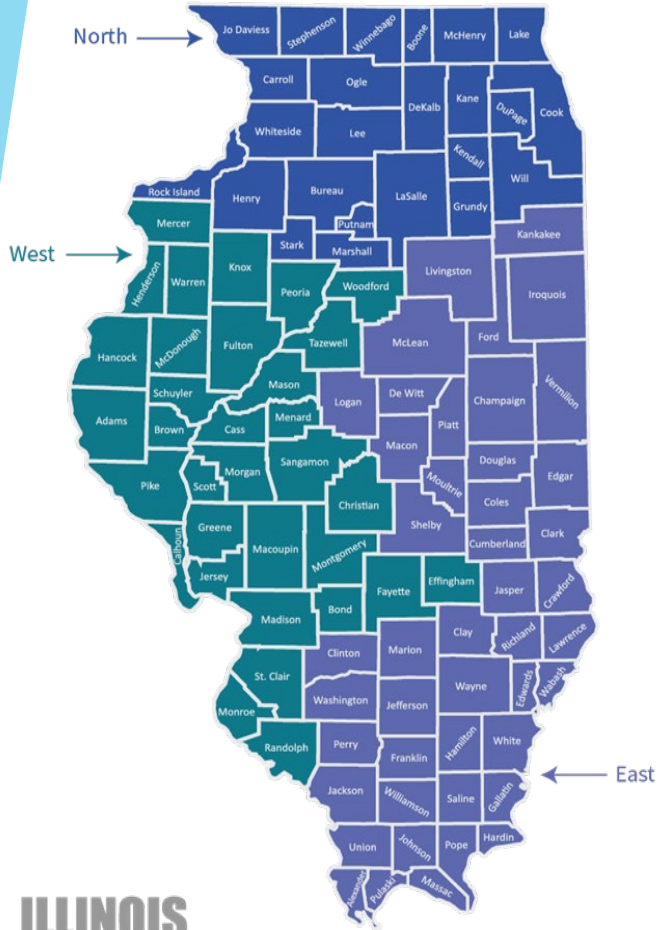 North
Jo Daviess
Stephenson
Winnebago
Boone
McHenry
Lake
Carroll
Ogle
DeKalb
Kane
DuPage
Cook
Whiteside
Lee
Kendall
Will
Rock Island
Henry
Bureau
LaSalle
Grundy
Putnam
Stark
Marshall
Kankakee
West
Mercer
Henderson
Warren
Knox
Peoria
Woodford
Livingston
Iroquois
Hancock
McDonough
Fulton
Tazewell
McLean
Ford
Schuyler
Mason
Logan
De Witt
Champaign
Vermilion
Adams
Brown
Cass
Menard
Piatt
Macon
Pike
Scott
Morgan
Sangamon
Christian
Moultrie
Douglas
Edgar
Coles
Calhoun
Greene
Macoupin
Montgomery
Shelby
Cumberland
Clark
Jersey
Madison
Bond
Fayette
Effingham
Jasper
Crawford
Clinton
Marion
Clay
Richland
Lawrence
St. Clair
Monroe
Washington
Jefferson
Wayne
Edwards
Wabash
Randolph
Perry
Franklin
Hamilton
White
East
Jackson
Williamson
Saline
Gallatin
Union
Johnson
Pope
Hardin
Alexander
Pulaski
Massac
ILLINOIS